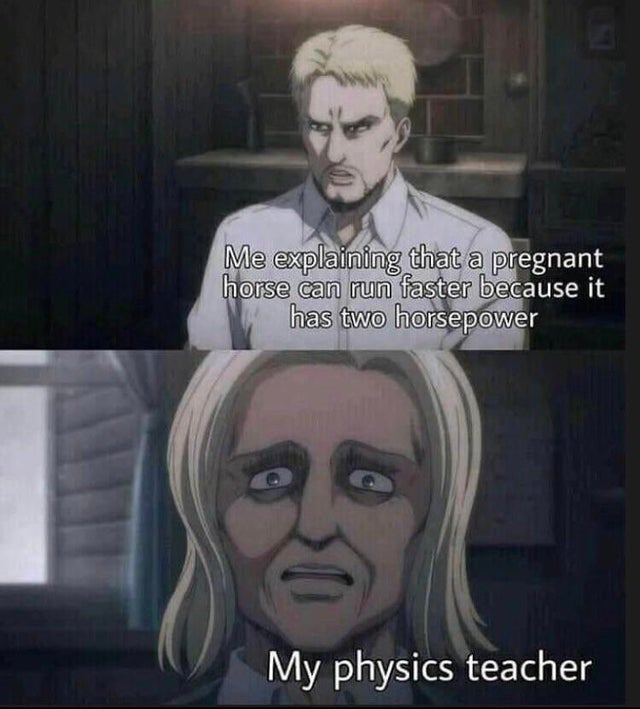 Me explaining that a pregnant
horse can run faster because it
has two horsepower
My physics teacher